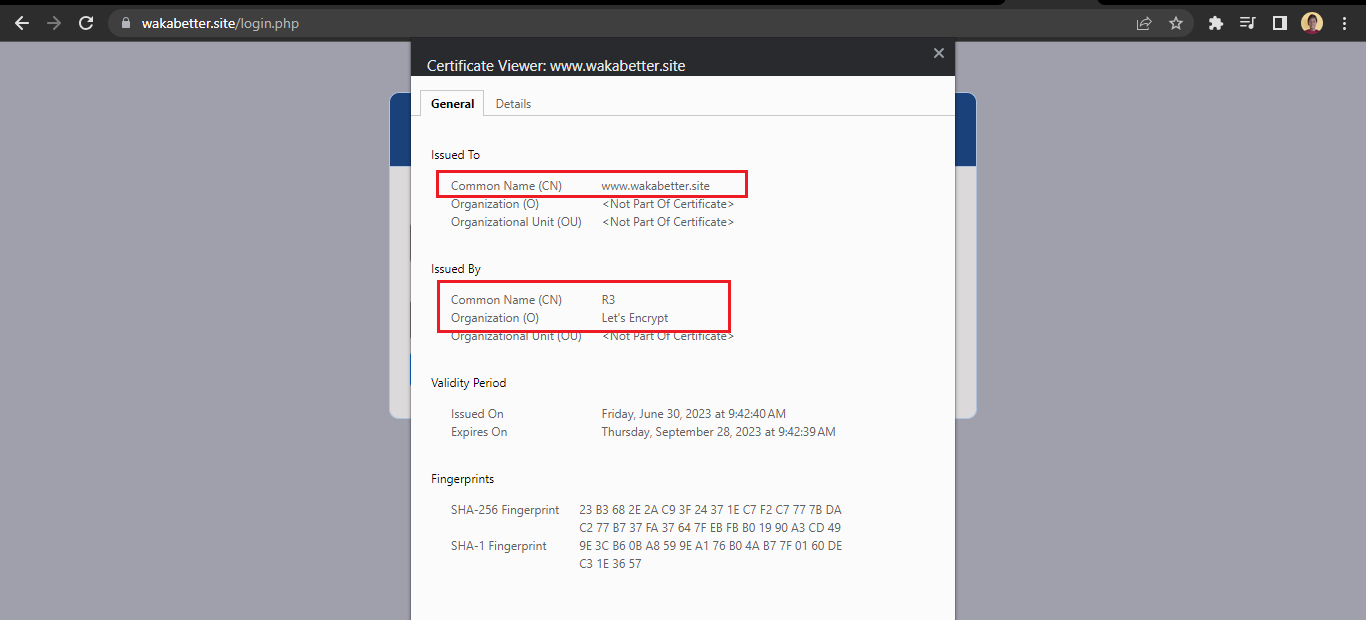 wakabetter.site/login.php
Certificate Viewer: www.wakabetter.site
General Details
Issued To
Common Name (CN) www.wakabetter.site
Organization (O) <Not Part Of Certificate>
Organizational Unit (OU) <Not Part Of Certificate>
Issued By
Common Name (CN) R3
Organization (O) Let's Encrypt
Organizational Unit (OU) <Not Part Of Certificate>
Validity Period
Issued On Friday, June 30, 2023 at 9:42:40 AM
Expires On Thursday, September 28, 2023 at 9:42:39 AM
Fingerprints
SHA-256 Fingerprint 23 B3 68 2E 2A C9 3F 24 37 1E C7 F2 C7 77 7B DA
C2 77 B7 37 FA 37 64 7F EB FB B0 19 90 A3 CD 49
SHA-1 Fingerprint 9E 3C B6 0B A8 59 9E A1 76 B0 4A B7 7F 01 60 DE
C3 1E 36 57